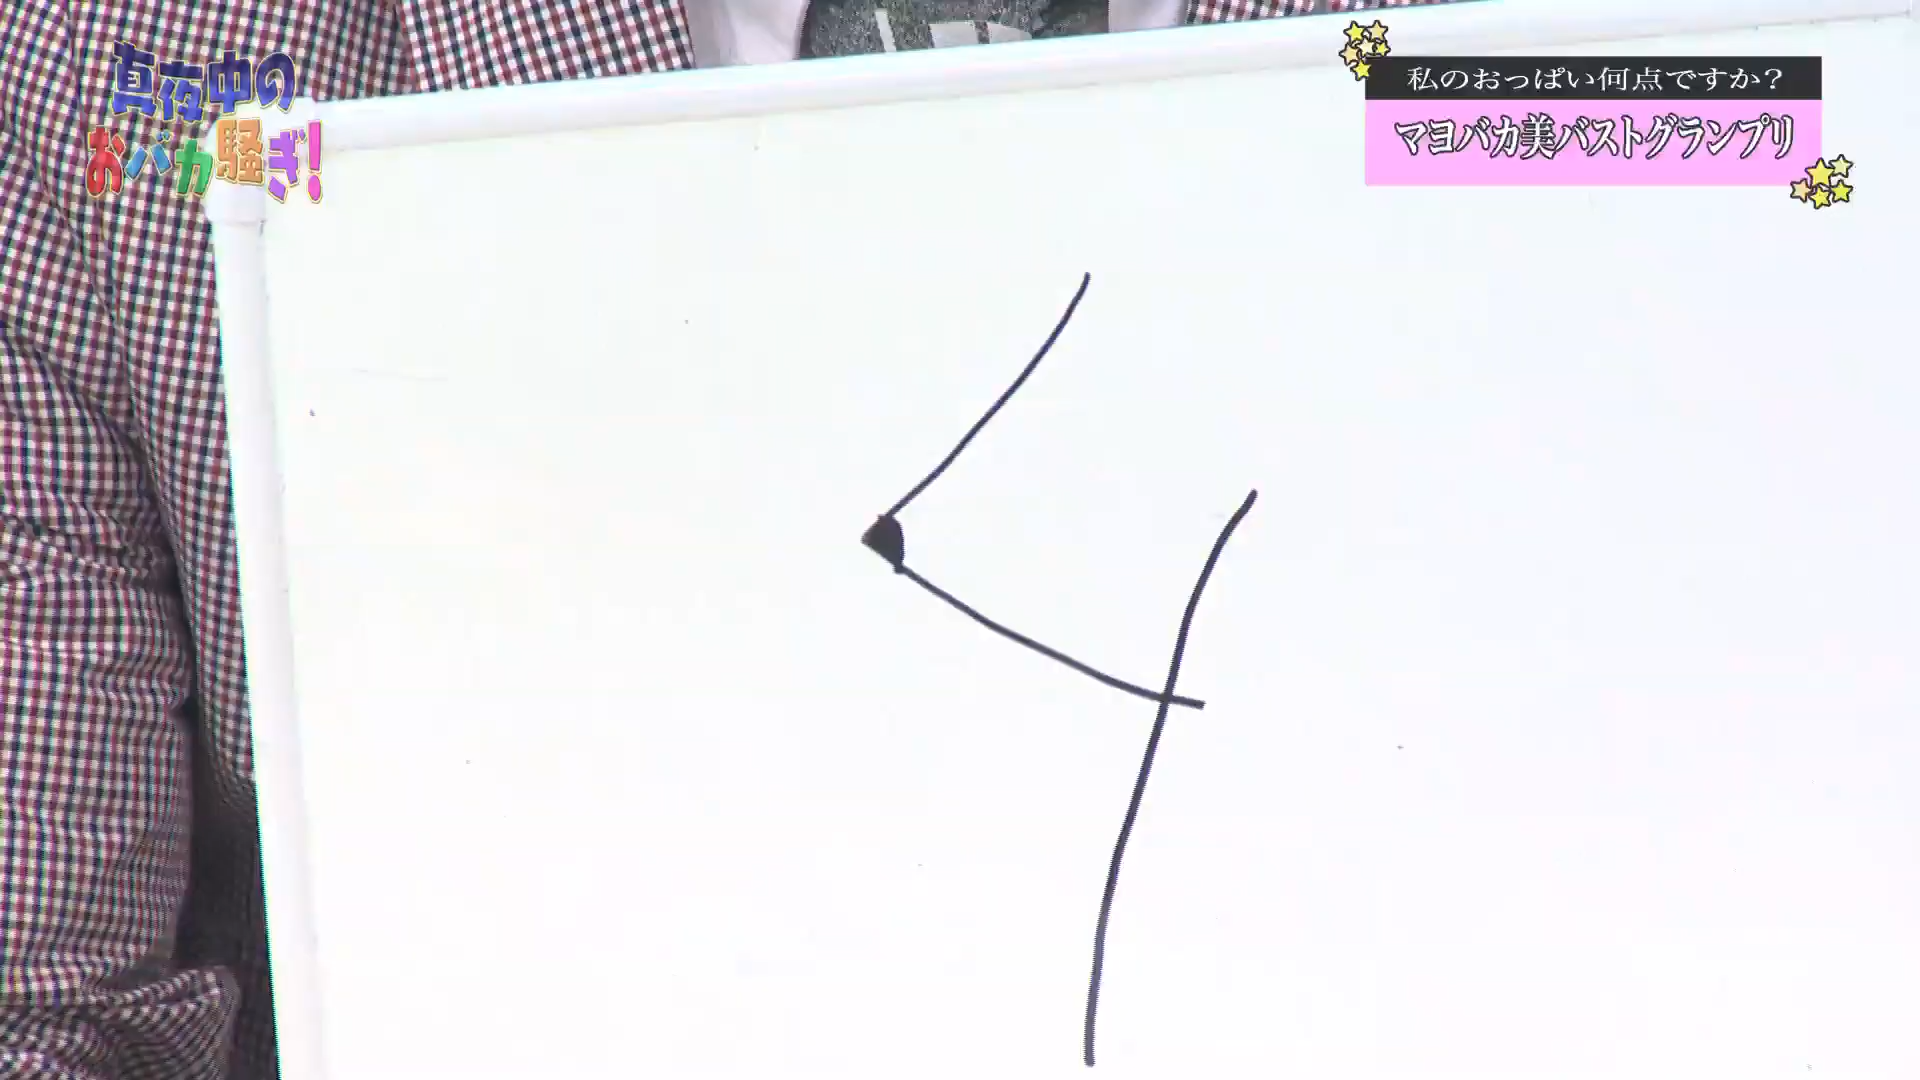 真夜中の
おバカ騒ぎ!
私のおっぱい何点ですか?
マヨバカ美バストグランプリ